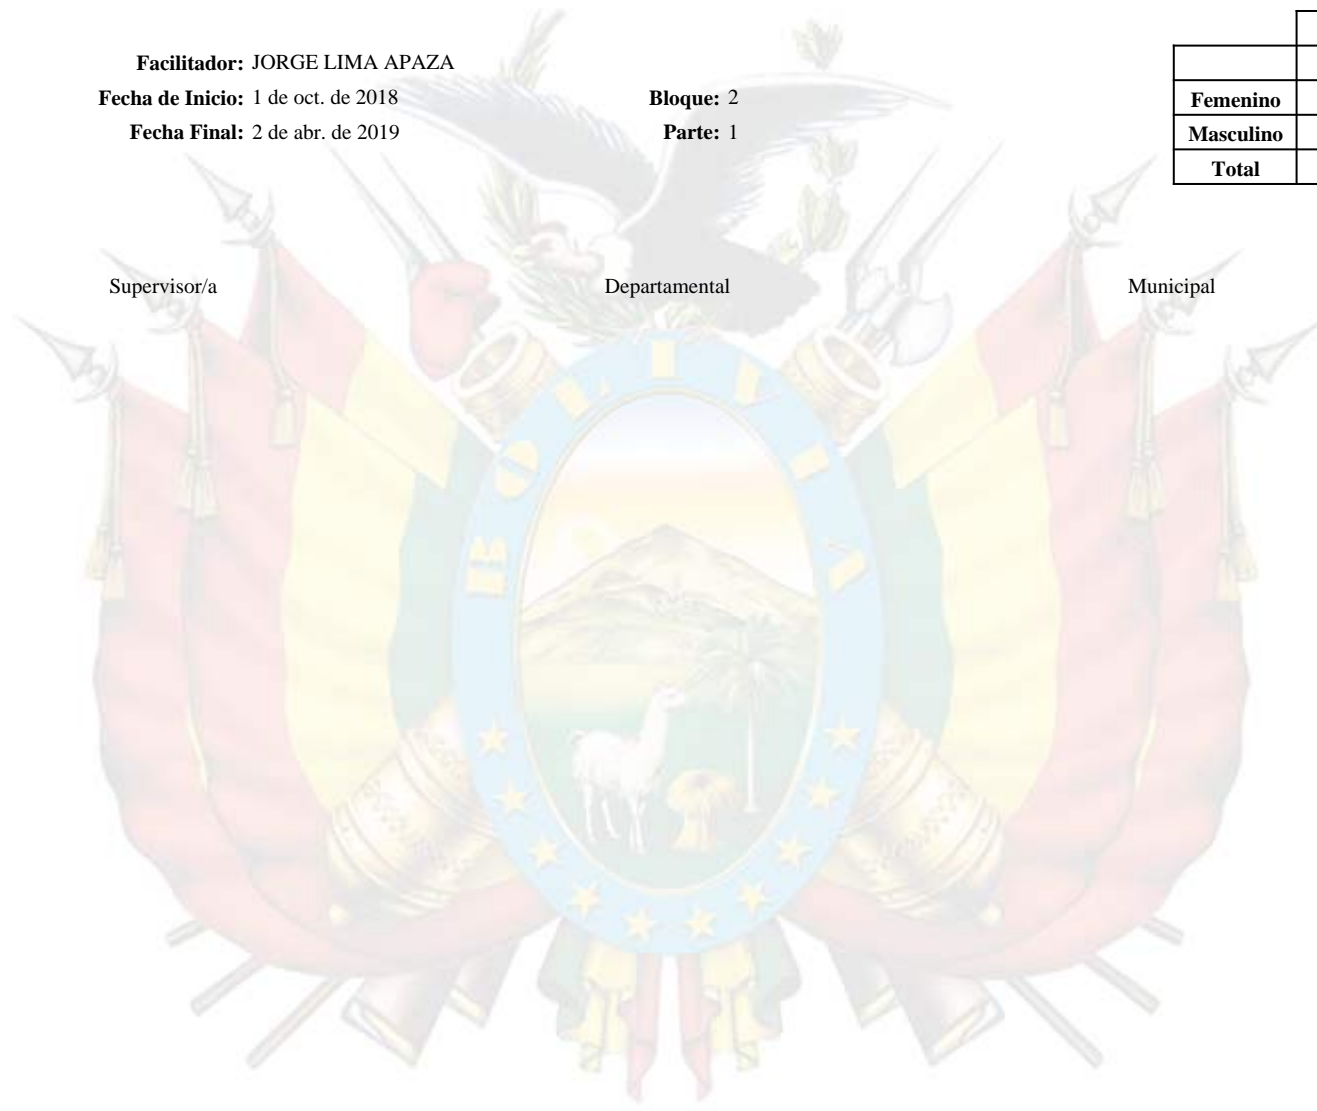 Facilitador: JORGE LIMA APAZA
Fecha de Inicio: 1 de oct. de 2018 Bloque: 2
Fecha Final: 2 de abr. de 2019 Parte: 1
Femenino
Masculino
Total
Supervisor/a Departamental Municipal
BOLIVIA